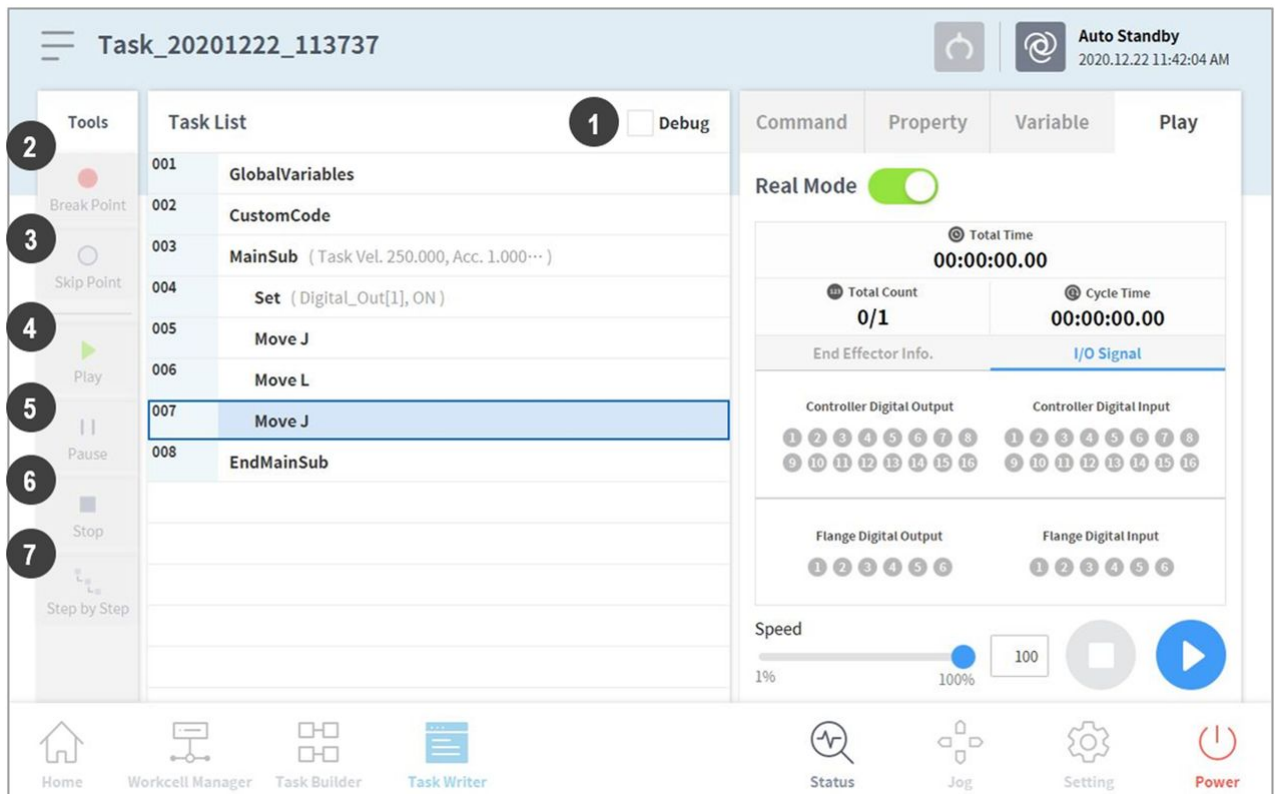 Task_20201222_113737
Auto Standby
2020.12.22 11:42:04 AM
Tools
2
Break Point
3
Skip Point
4
Play
5
Pause
6
Stop
7
Step by Step
Task List
1
Debug
001 GlobalVariables
002 CustomCode
003 MainSub ( Task Vel. 250.000, Acc. 1.000··· )
004 Set ( Digital_Out[1], ON )
005 Move J
006 Move L
007 Move J
008 EndMainSub
Command Property Variable Play
Real Mode
Total Time
00:00:00.00
123 Total Count
0/1
Cycle Time
00:00:00.00
End Effector Info. I/O Signal
Controller Digital Output
1 2 3 4 5 6 7 8
9 10 11 12 13 14 15 16
Controller Digital Input
1 2 3 4 5 6 7 8
9 10 11 12 13 14 15 16
Flange Digital Output
1 2 3 4 5 6
Flange Digital Input
1 2 3 4 5 6
Speed
1% 100%
100
Home Workcell Manager Task Builder Task Writer Status Jog Setting Power